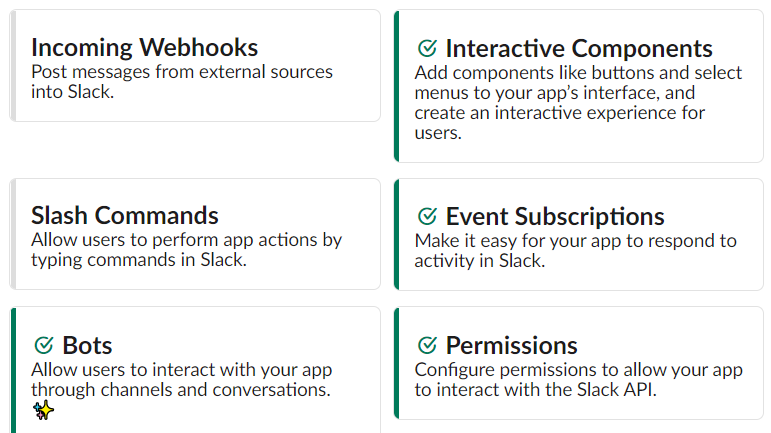 Incoming Webhooks
Post messages from external sources
into Slack.
Interactive Components
Add components like buttons and select
menus to your app’s interface, and
create an interactive experience for
users.
Slash Commands
Allow users to perform app actions by
typing commands in Slack.
Event Subscriptions
Make it easy for your app to respond to
activity in Slack.
Bots
Allow users to interact with your app
through channels and conversations.
Permissions
Configure permissions to allow your app
to interact with the Slack API.